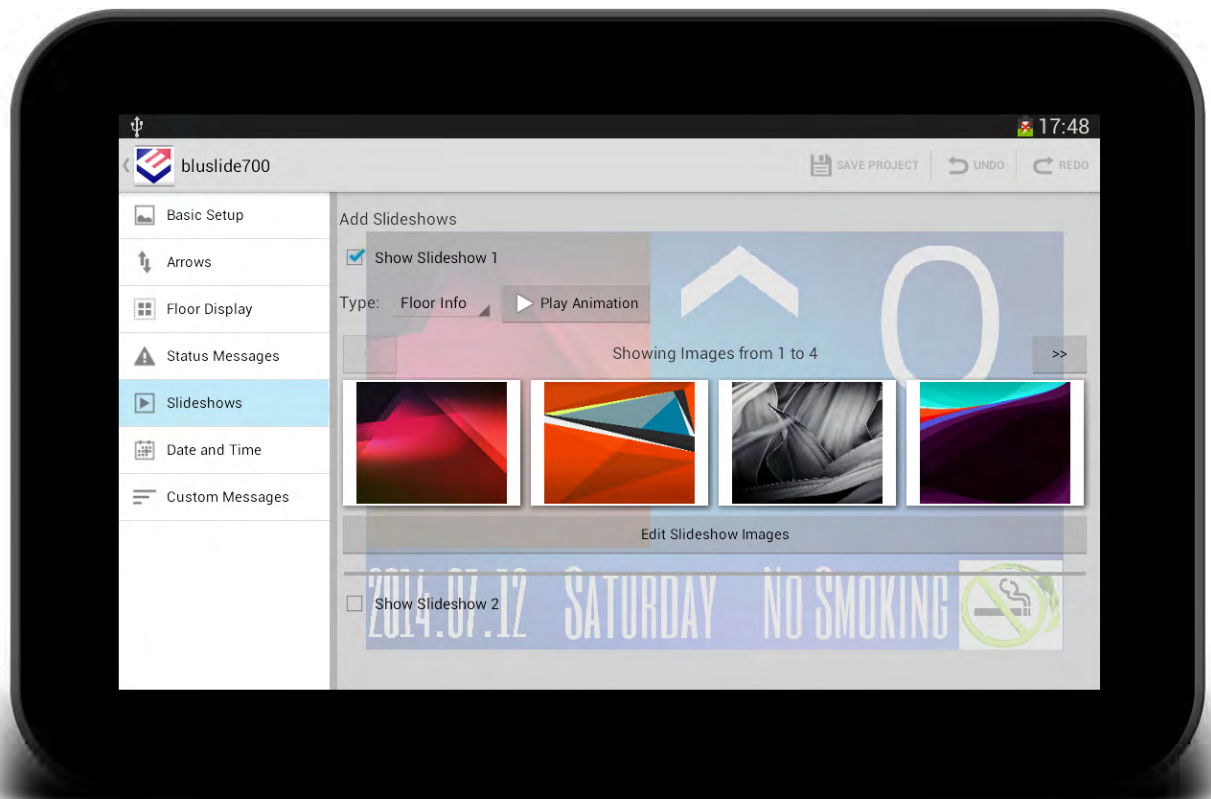 17:48
bluslide700
SAVE PROJECT
UNDO
REDO
Basic Setup
Arrows
Floor Display
Status Messages
Slideshows
Date and Time
Custom Messages
Add Slideshows
Show Slideshow 1
Type: Floor Info
Play Animation
0
Showing Images from 1 to 4
>>
Edit Slideshow Images
Show Slideshow 2
2014.07.12 SATURDAY NO SMOKING